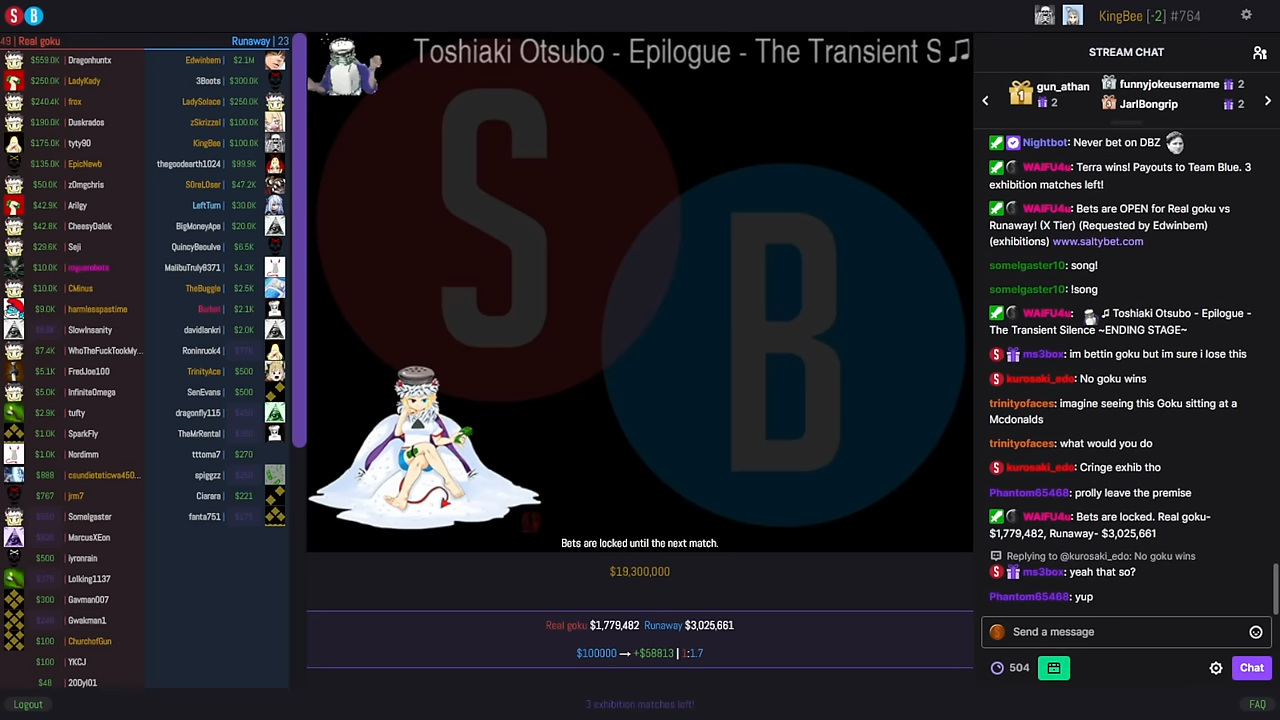 S B
KingBee [-2] #764
49 | Real goku
Runaway | 23
$559.0K | Dragonhuntx
$250.0K | LadyKady
$240.4K | frox
$190.0K | Duskrados
$175.0K | tyty90
$135.0K | EpicNewb
$50.0K | z0mgchris
$42.9K | Arilgy
$42.8K | CheesyDalek
$29.6K | Seji
$10.0K
$10.0K | CMinus
$9.0K | harmlesspastime
| SlowInsanity
$7.4K | WhoTheFuckTookMy...
$5.1K | FredJoe100
$5.0K | InfiniteOmega
$2.9K | tufty
$1.0K | SparkFly
$1.0K | Nordimm
$888
$767 | jrm7
| Somelgaster
| MarcusXEon
$500 | iyronrain
| Lolking1137
$300 | Gavman007
| Gwakman1
$100 | ChurchofGun
$100 | YKCJ
$48 | 20Dyl01
Edwinbem | $2.1M
3Boots | $300.0K
LadySolace | $250.0K
zSkrizzel | $100.0K
KingBee | $100.0K
thegoodearth1024 | $99.9K
S0reL0ser | $47.2K
LeftTurn | $30.0K
BigMoneyApe | $20.0K
QuincyBeoulve | $6.5K
MalibuTruly8371 | $4.3K
TheBuggle | $2.5K
| $2.1K
davidlankri | $2.0K
Roninruok4 |
TrinityAce | $500
SenEvans | $500
dragonfly115 |
TheMrRental |
tttoma7 | $270
spiggzz |
Ciarara | $221
fanta751 |
Logout
Toshiaki Otsubo - Epilogue - The Transient S ♫
S
B
Bets are locked until the next match.
$19,300,000
Real goku $1,779,482 Runaway $3,025,661
$100000 → +$58813 | 1:1.7
3 exhibition matches left!
STREAM CHAT
1 gun_athan 2
2 funnyjokeusername 2
3 JarlBongrip 2
Nightbot: Never bet on DBZ
WAIFU4u: Terra wins! Payouts to Team Blue. 3
exhibition matches left!
WAIFU4u: Bets are OPEN for Real goku vs
Runaway! (X Tier) (Requested by Edwinbem)
(exhibitions) www.saltybet.com
somelgaster10: song!
somelgaster10: !song
WAIFU4u: ♫ Toshiaki Otsubo - Epilogue -
The Transient Silence ~ENDING STAGE~
ms3box: im bettin goku but im sure i lose this
kurosaki_edo: No goku wins
trinityofaces: imagine seeing this Goku sitting at a
Mcdonalds
trinityofaces: what would you do
kurosaki_edo: Cringe exhib tho
Phantom65468: prolly leave the premise
WAIFU4u: Bets are locked. Real goku-
$1,779,482, Runaway- $3,025,661
Replying to @kurosaki_edo: No goku wins
ms3box: yeah that so?
Phantom65468: yup
Send a message
504
Chat
FAQ